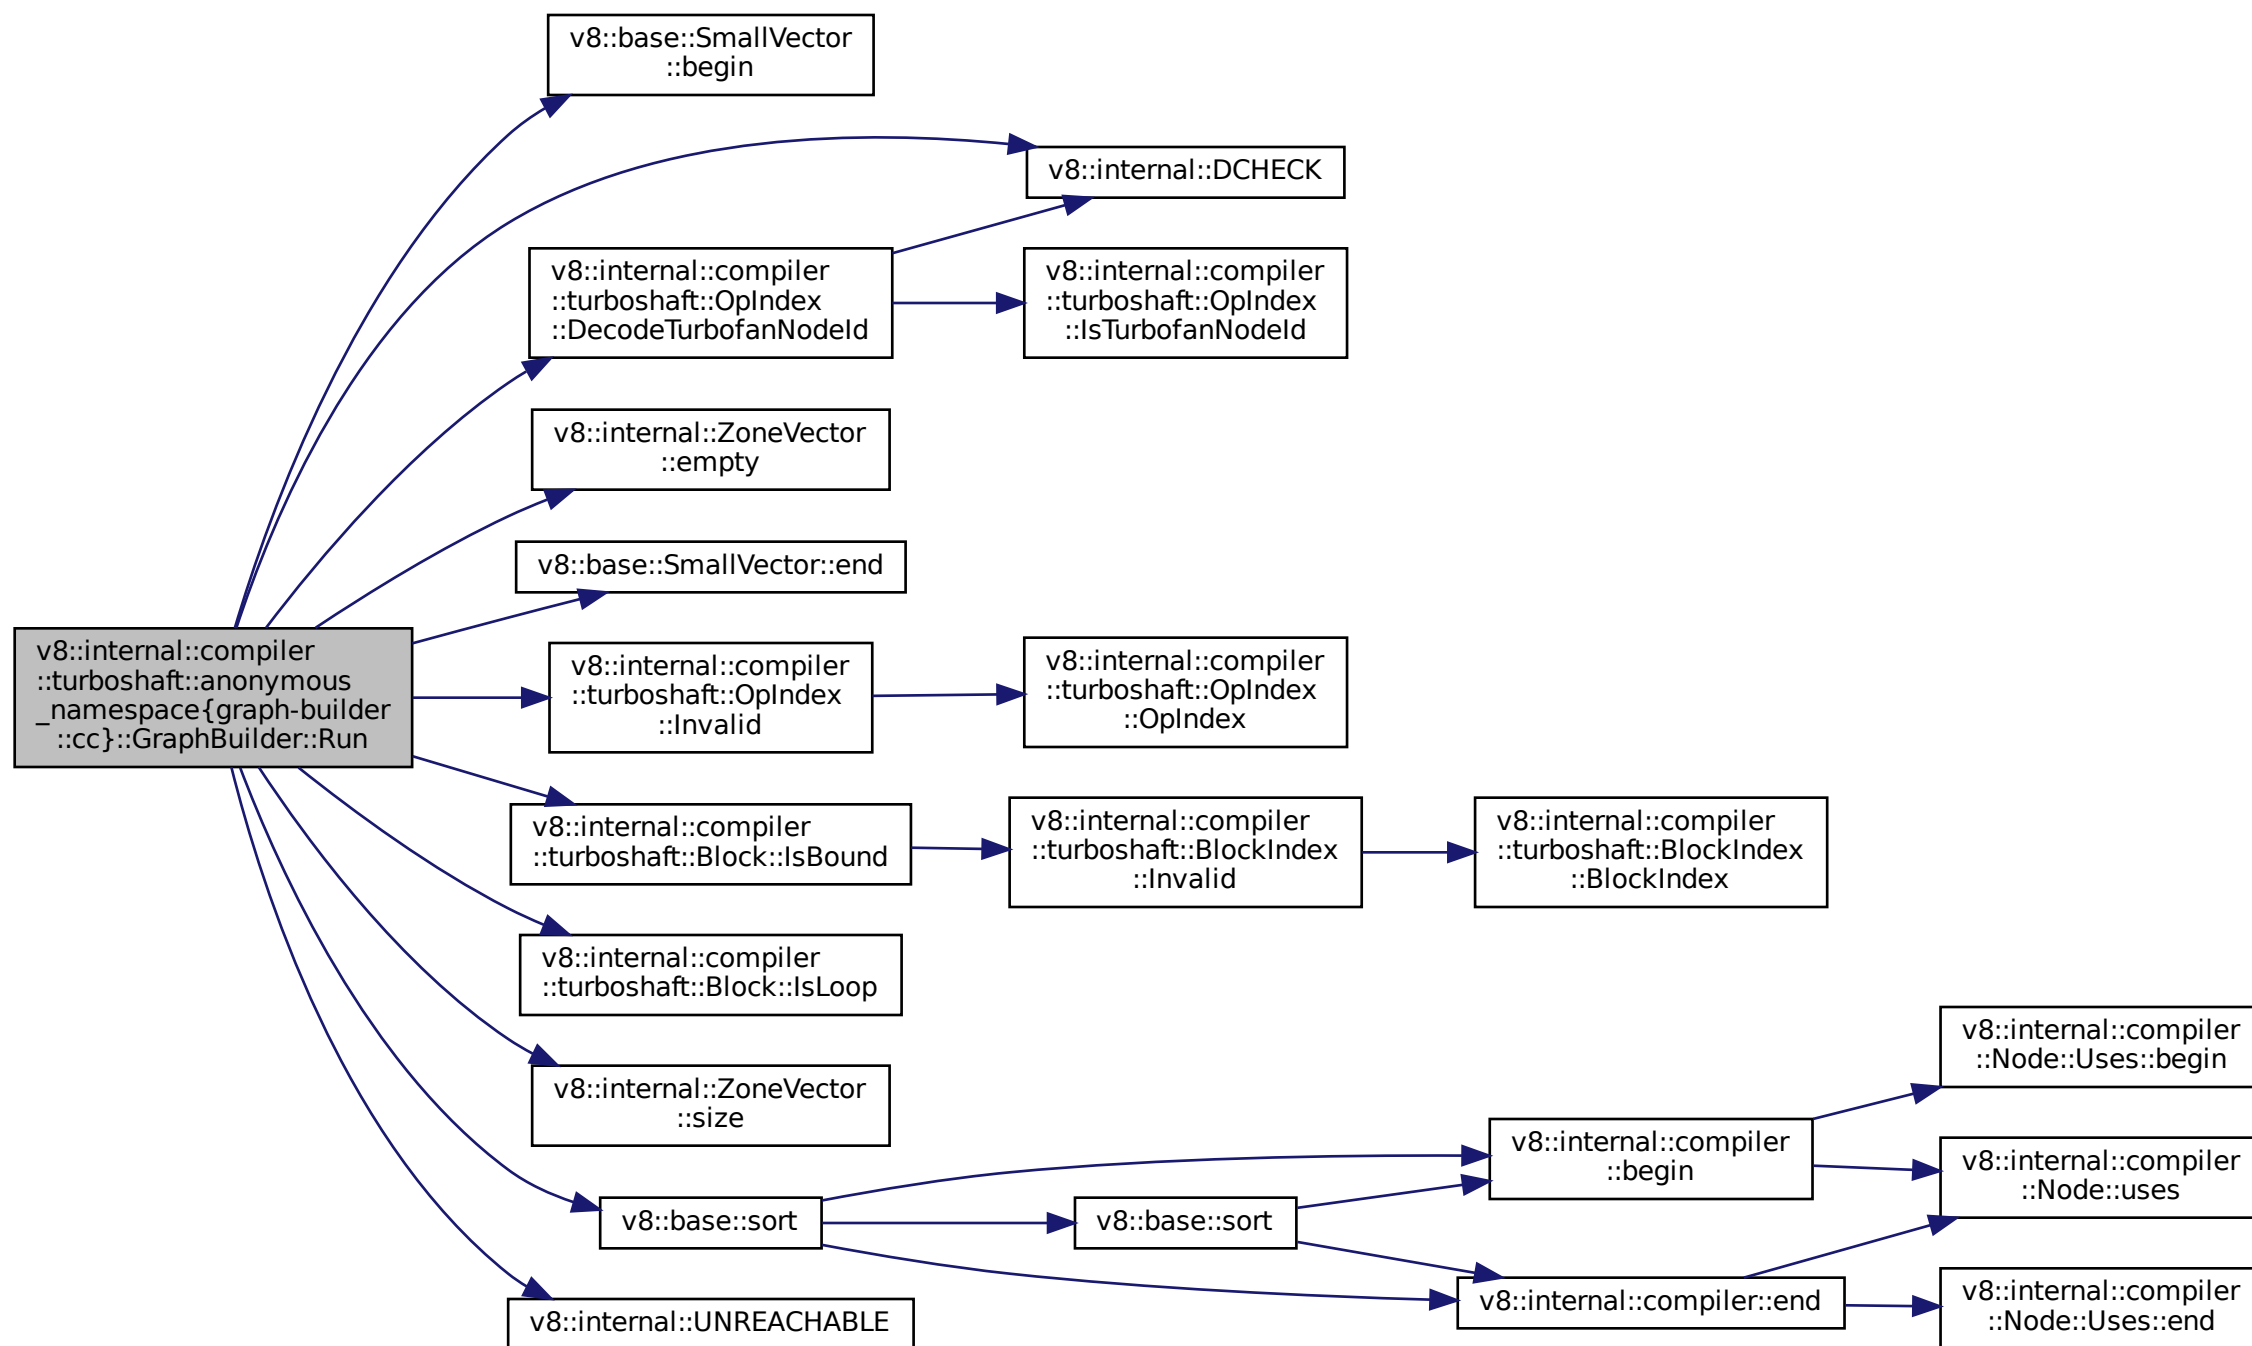 v8::base::SmallVector
::begin
v8::internal::DCHECK
v8::internal::compiler
::turboshaft::OpIndex
::DecodeTurbofanNodeId
v8::internal::compiler
::turboshaft::OpIndex
::IsTurbofanNodeId
v8::internal::ZoneVector
::empty
v8::base::SmallVector::end
v8::internal::compiler
::turboshaft::anonymous
_namespace{graph-builder
::cc}::GraphBuilder::Run
v8::internal::compiler
::turboshaft::OpIndex
::Invalid
v8::internal::compiler
::turboshaft::OpIndex
::OpIndex
v8::internal::compiler
::turboshaft::Block::IsBound
v8::internal::compiler
::turboshaft::BlockIndex
::Invalid
v8::internal::compiler
::turboshaft::BlockIndex
::BlockIndex
v8::internal::compiler
::turboshaft::Block::IsLoop
v8::internal::ZoneVector
::size
v8::internal::compiler
::Node::Uses::begin
v8::internal::compiler
::begin
v8::internal::compiler
::Node::uses
v8::base::sort
v8::base::sort
v8::internal::compiler::end
v8::internal::compiler
::Node::Uses::end
v8::internal::UNREACHABLE